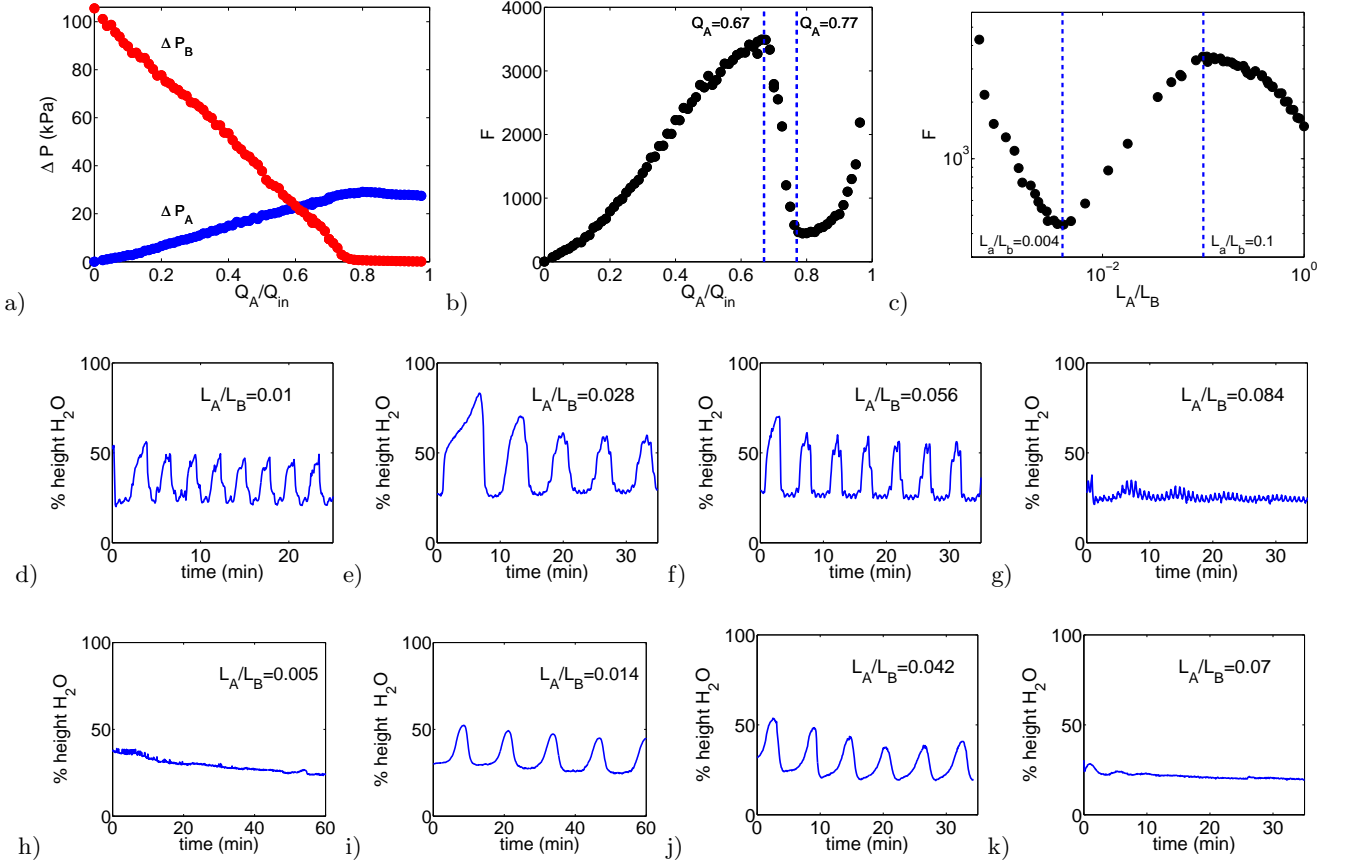 100
80
60
40
20
0
Δ P (kPa)
Δ P_B
Δ P_A
0 0.2 0.4 0.6 0.8 1
Q_A/Q_in
a)
4000
3000
2000
1000
0
F
Q_A=0.67
Q_A=0.77
0 0.2 0.4 0.6 0.8 1
Q_A/Q_in
b)
F
10^3
L_a/L_b=0.004
L_a/L_b=0.1
10^−2 10^0
L_A/L_B
c)
100
50
0
% height H_2O
L_A/L_B=0.01
0 10 20
time (min)
d)
100
50
0
% height H_2O
L_A/L_B=0.028
0 10 20 30
time (min)
e)
100
50
0
% height H_2O
L_A/L_B=0.056
0 10 20 30
time (min)
f)
100
50
0
% height H_2O
L_A/L_B=0.084
0 10 20 30
time (min)
g)
100
50
0
% height H_2O
L_A/L_B=0.005
0 20 40 60
time (min)
h)
100
50
0
% height H_2O
L_A/L_B=0.014
0 20 40 60
time (min)
i)
100
50
0
% height H_2O
L_A/L_B=0.042
0 10 20 30
time (min)
j)
100
50
0
% height H_2O
L_A/L_B=0.07
0 10 20 30
time (min)
k)